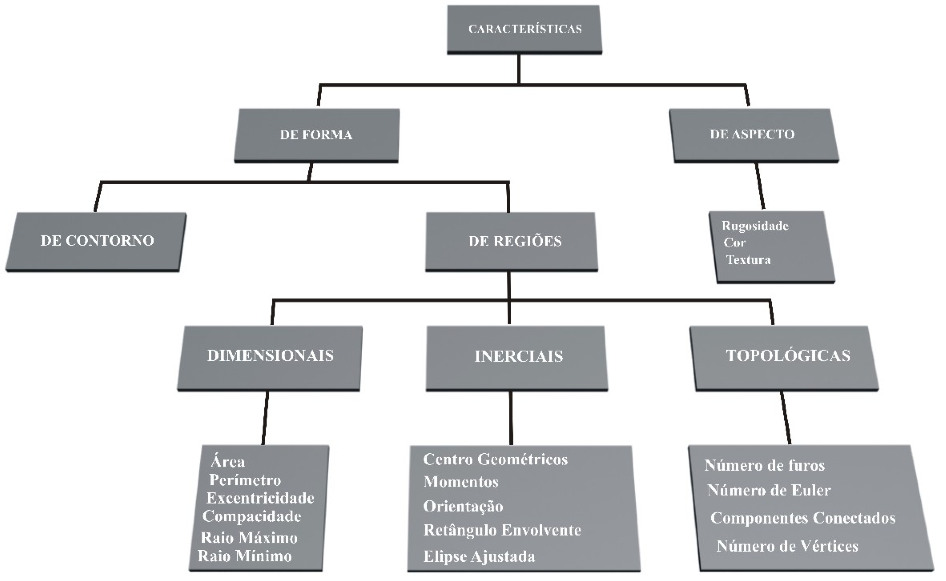 CARACTERÍSTICAS
DE FORMA
DE ASPECTO
DE CONTORNO
DE REGIÕES
Rugosidade
Cor
Textura
DIMENSIONAIS
INERCIAIS
TOPOLÓGICAS
Área
Perímetro
Excentricidade
Compacidade
Raio Máximo
Raio Mínimo
Centro Geométricos
Momentos
Orientação
Retângulo Envolvente
Elipse Ajustada
Número de furos
Número de Euler
Componentes Conectados
Número de Vértices